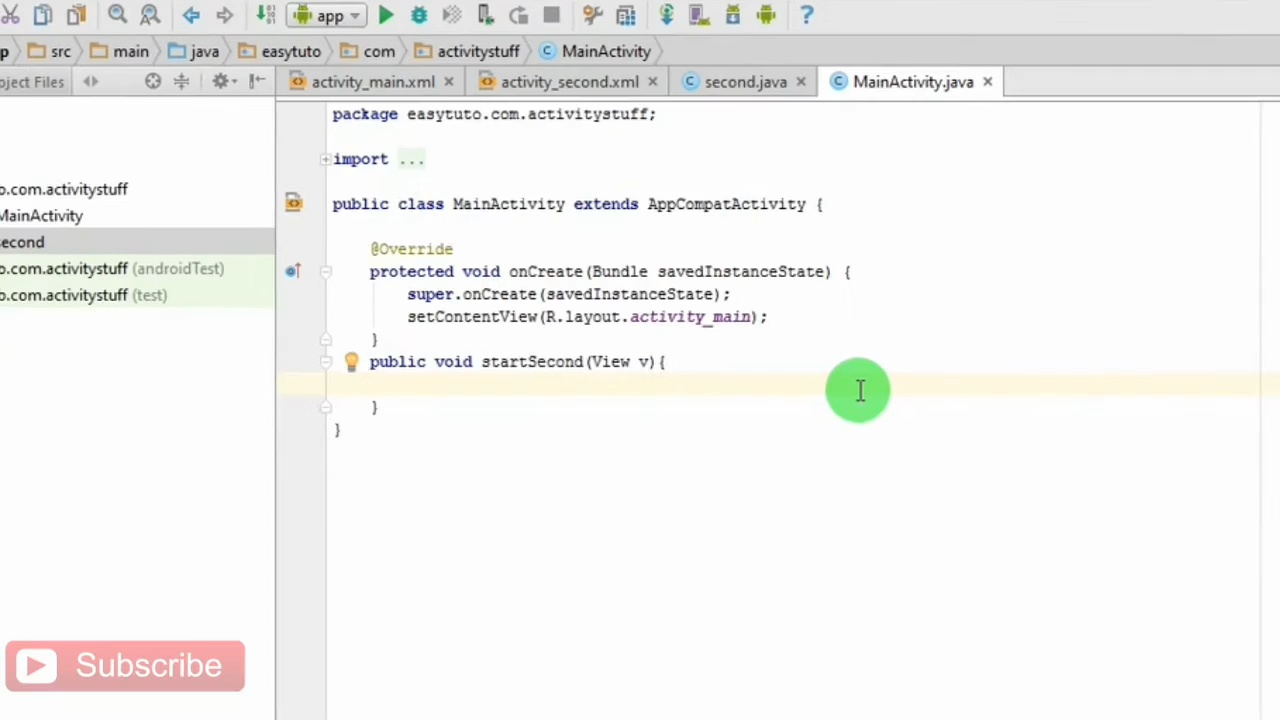 app
p src main java easytuto com activitystuff MainActivity
oject Files activity_main.xml activity_second.xml second.java MainActivity.java
package easytuto.com.activitystuff;
import ...
o.com.activitystuff
public class MainActivity extends AppCompatActivity {
MainActivity
second
@Override
o.com.activitystuff (androidTest)
protected void onCreate(Bundle savedInstanceState) {
o.com.activitystuff (test)
super.onCreate(savedInstanceState);
setContentView(R.layout.activity_main);
}
public void startSecond(View v){
}
}
Subscribe